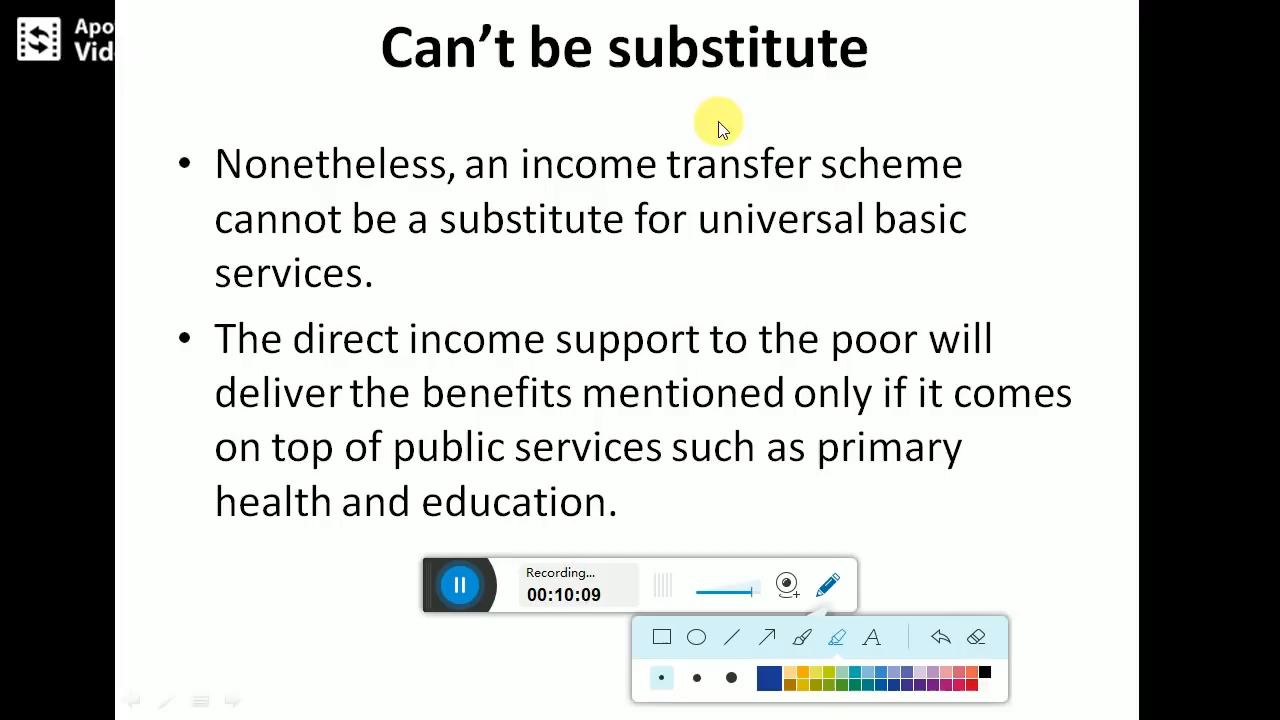 Can’t be substitute
• Nonetheless, an income transfer scheme
cannot be a substitute for universal basic
services.
• The direct income support to the poor will
deliver the benefits mentioned only if it comes
on top of public services such as primary
health and education.
Recording...
00:10:09
A